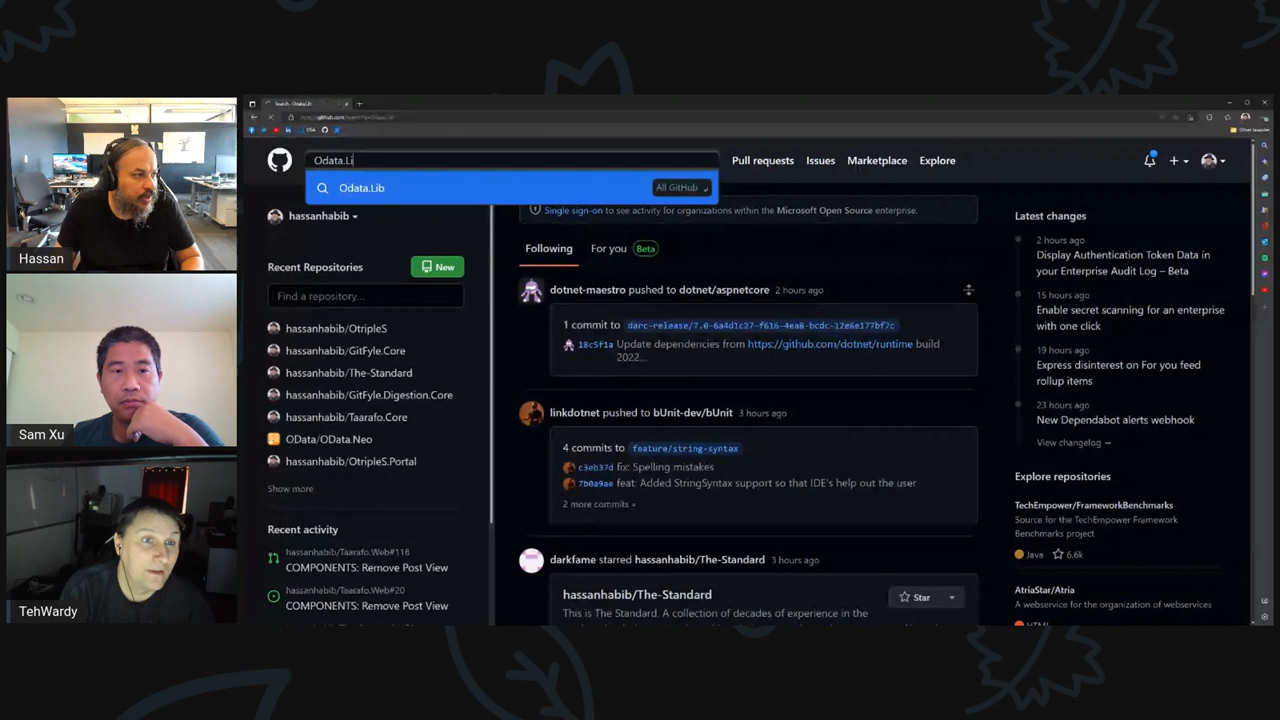 Hassan
Sam Xu
TehWardy
Search · Odata.Lib
Odata.Li
Pull requests
Issues
Marketplace
Explore
Odata.Lib
All GitHub
hassanhabib
Recent Repositories
New
Find a repository...
hassanhabib/OtripleS
hassanhabib/GitFyle.Core
hassanhabib/The-Standard
hassanhabib/GitFyle.Digestion.Core
hassanhabib/Taarafo.Core
OData/OData.Neo
hassanhabib/OtripleS.Portal
Show more
Recent activity
hassanhabib/Taarafo.Web#118
COMPONENTS: Remove Post View
hassanhabib/Taarafo.Web#20
COMPONENTS: Remove Post View
Single sign-on to see activity for organizations within the Microsoft Open Source enterprise.
Following
For you
Beta
dotnet-maestro pushed to dotnet/aspnetcore 2 hours ago
1 commit to darc-release/7.0-6a4d1c27-f616-4ea8-bcdc-12e6e177bf7c
18c5f1a Update dependencies from https://github.com/dotnet/runtime build
2022...
linkdotnet pushed to bUnit-dev/bUnit 3 hours ago
4 commits to feature/string-syntax
c3eb37d fix: Spelling mistakes
7b0a9ae feat: Added StringSyntax support so that IDE's help out the user
2 more commits »
darkfame starred hassanhabib/The-Standard 3 hours ago
hassanhabib/The-Standard
Star
This is The Standard. A collection of decades of experience in the
Latest changes
2 hours ago
Display Authentication Token Data in
your Enterprise Audit Log – Beta
15 hours ago
Enable secret scanning for an enterprise
with one click
19 hours ago
Express disinterest on For you feed
rollup items
23 hours ago
New Dependabot alerts webhook
View changelog →
Explore repositories
TechEmpower/FrameworkBenchmarks
Source for the TechEmpower Framework
Benchmarks project
Java
6.6k
AtriaStar/Atria
A webservice for the organization of webservices
HTML